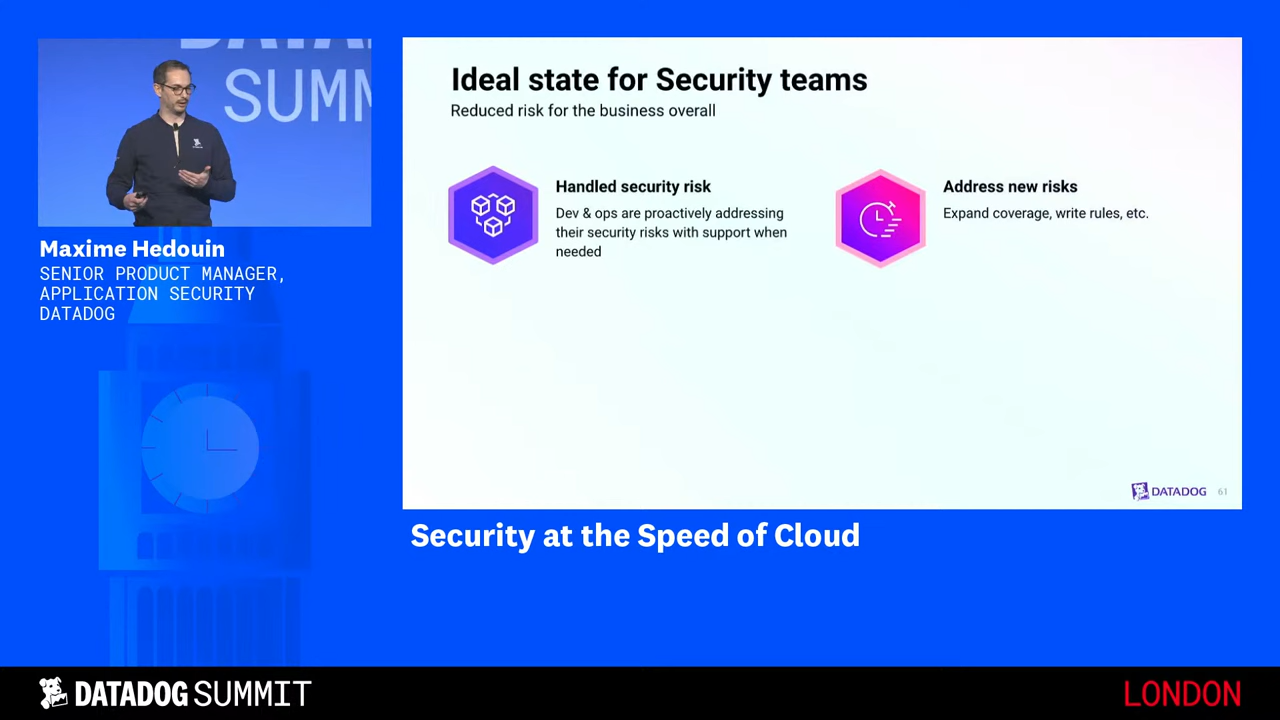 SUMM
Maxime Hedouin
SENIOR PRODUCT MANAGER,
APPLICATION SECURITY
DATADOG
Ideal state for Security teams
Reduced risk for the business overall
Handled security risk
Dev & ops are proactively addressing
their security risks with support when
needed
Address new risks
Expand coverage, write rules, etc.
DATADOG 61
Security at the Speed of Cloud
DATADOG SUMMIT
LONDON